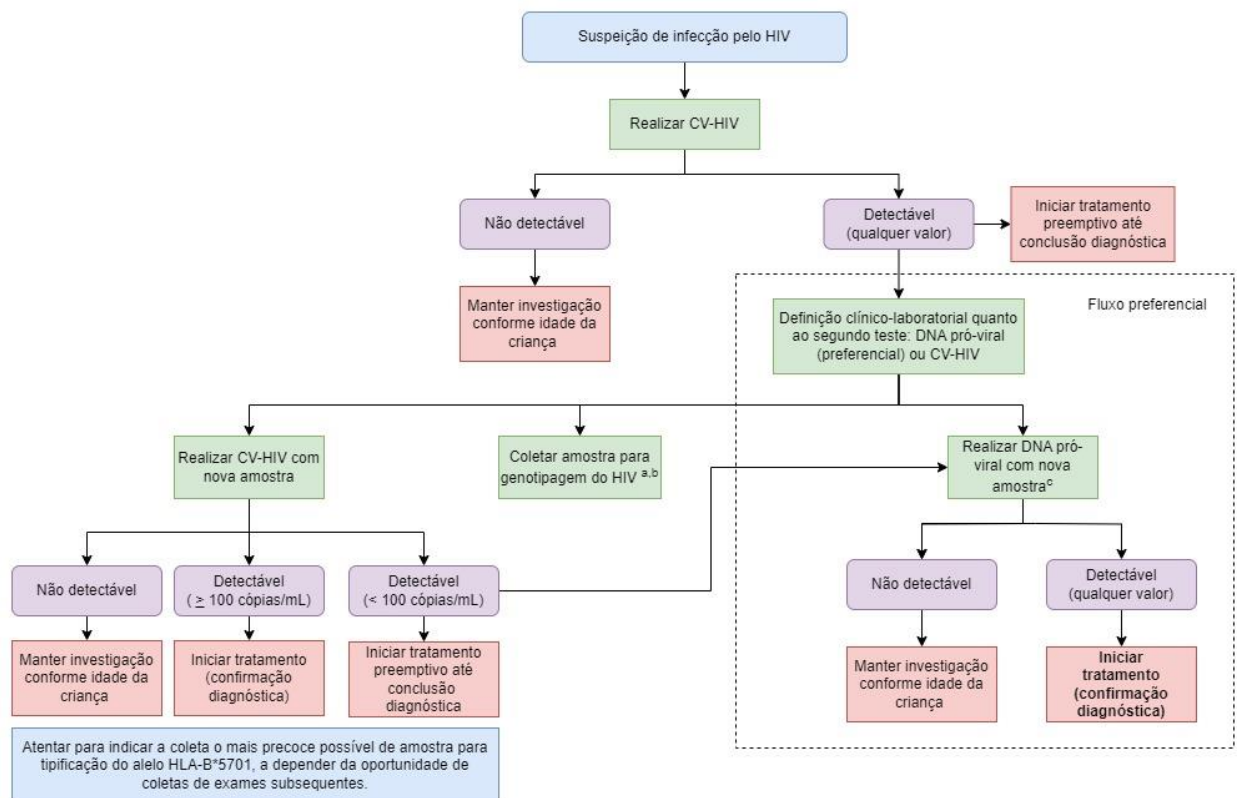 Suspeição de infecção pelo HIV
Realizar CV-HIV
Não detectável
Detectável
(qualquer valor)
Iniciar tratamento
preemptivo até
conclusão diagnóstica
Manter investigação
conforme idade da
criança
Fluxo preferencial
Definição clínico-laboratorial quanto
ao segundo teste: DNA pró-viral
(preferencial) ou CV-HIV
Realizar CV-HIV com
nova amostra
Coletar amostra para
genotipagem do HIV a,b
Realizar DNA pró-
viral com nova
amostra c
Não detectável
Detectável
( ≥ 100 cópias/mL)
Detectável
(< 100 cópias/mL)
Não detectável
Detectável
(qualquer valor)
Manter investigação
conforme idade da
criança
Iniciar tratamento
(confirmação
diagnóstica)
Iniciar tratamento
preemptivo até
conclusão
diagnóstica
Manter investigação
conforme idade da
criança
Iniciar
tratamento
(confirmação
diagnóstica)
Atentar para indicar a coleta o mais precoce possível de amostra para
tipificação do alelo HLA-B*5701, a depender da oportunidade de
coletas de exames subsequentes.